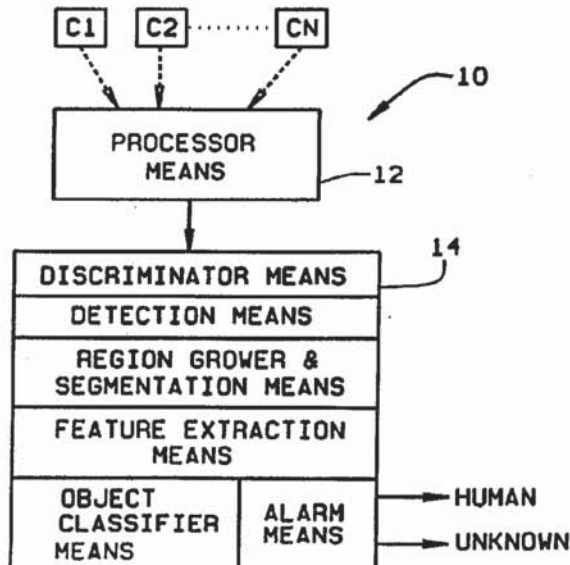 C1 C2 CN
10
PROCESSOR
MEANS
12
14
DISCRIMINATOR MEANS
DETECTION MEANS
REGION GROWER &
SEGMENTATION MEANS
FEATURE EXTRACTION
MEANS
OBJECT
CLASSIFIER
MEANS
ALARM
MEANS
HUMAN
UNKNOWN